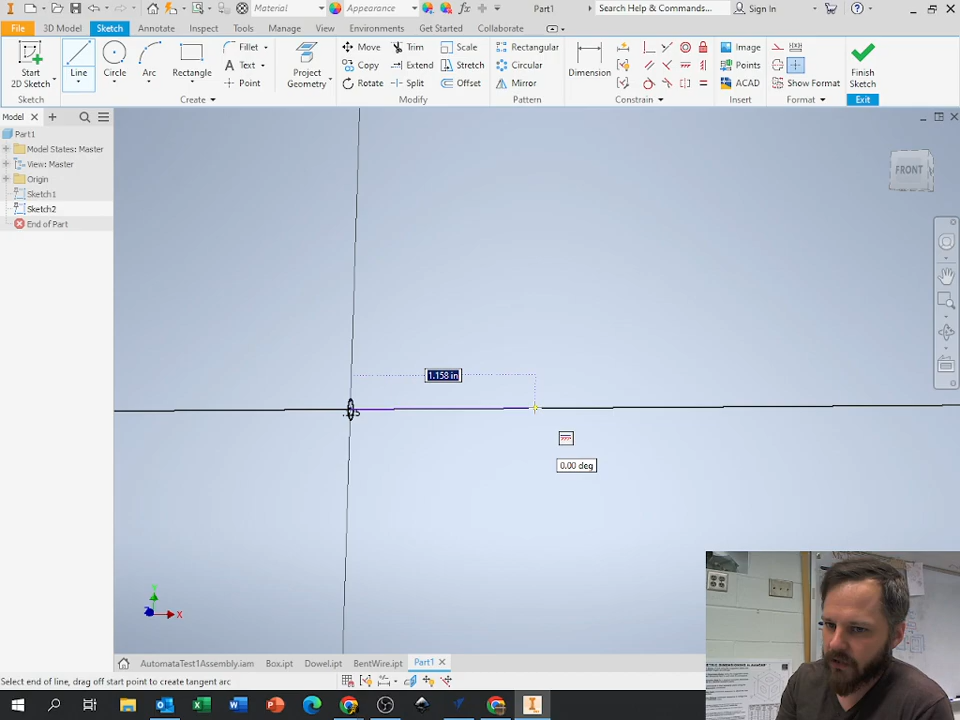 Material
Appearance
fx
Part1
Search Help & Commands...
Sign In
File
3D Model
Sketch
Annotate
Inspect
Tools
Manage
View
Environments
Get Started
Collaborate
Start
2D Sketch
Line
Circle
Arc
Rectangle
Fillet
Text
Point
Project
Geometry
Move
Copy
Rotate
Trim
Extend
Split
Scale
Stretch
Offset
Rectangular
Circular
Mirror
Dimension
Image
Points
ACAD
Show Format
Finish
Sketch
Sketch
Create
Modify
Pattern
Constrain
Insert
Format
Exit
Model
Part1
Model States: Master
View: Master
Origin
Sketch1
Sketch2
End of Part
FRONT
1.158 in
0.00 deg
Y
X
AutomataTest1Assembly.iam
Box.ipt
Dowel.ipt
BentWire.ipt
Part1
Select end of line, drag off start point to create tangent arc